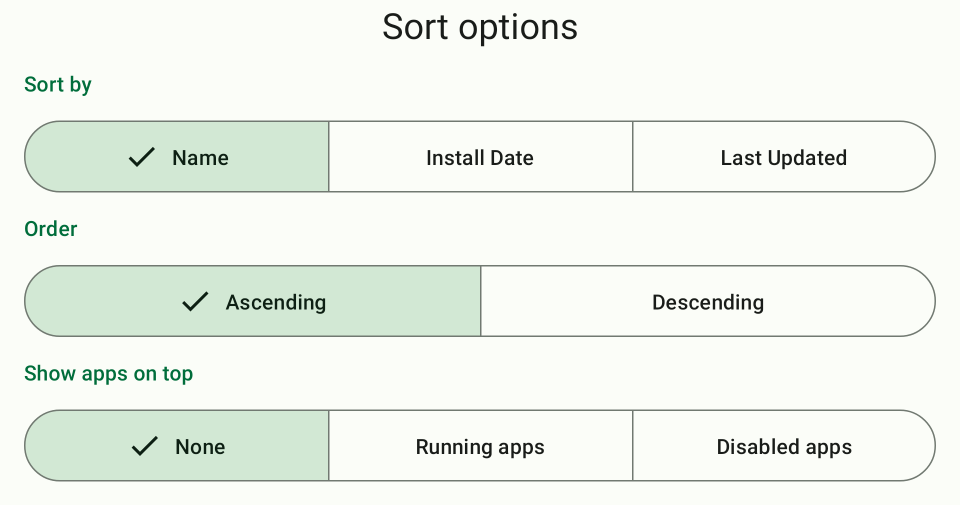 Sort options
Sort by
Name Install Date Last Updated
Order
Ascending Descending
Show apps on top
None Running apps Disabled apps